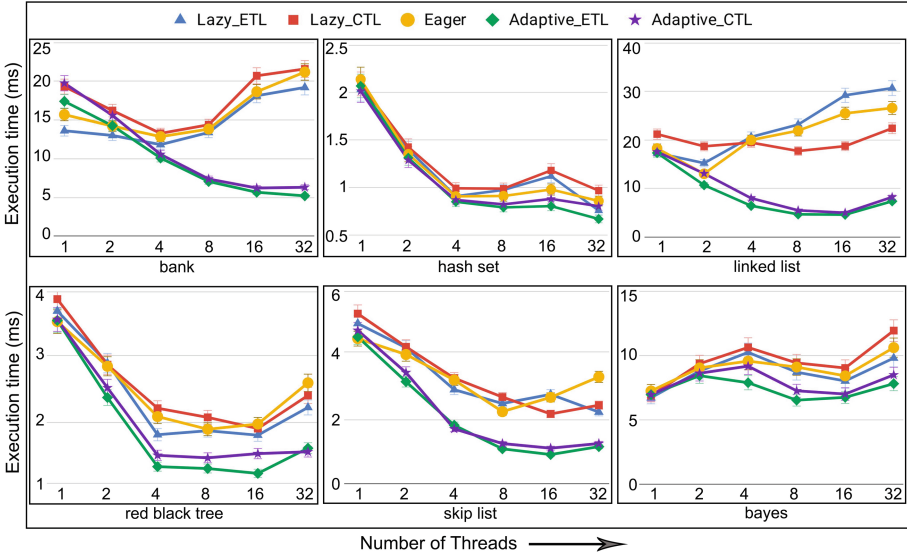 Lazy_ETL Lazy_CTL Eager Adaptive_ETL Adaptive_CTL
Execution time (ms)
25
20
15
10
5
0
1 2 4 8 16 32
bank
2.5
2
1.5
1
0.5
1 2 4 8 16 32
hash set
40
30
20
10
0
1 2 4 8 16 32
linked list
Execution time (ms)
4
3
2
1
1 2 4 8 16 32
red black tree
6
4
2
0
1 2 4 8 16 32
skip list
15
10
5
0
1 2 4 8 16 32
bayes
Number of Threads